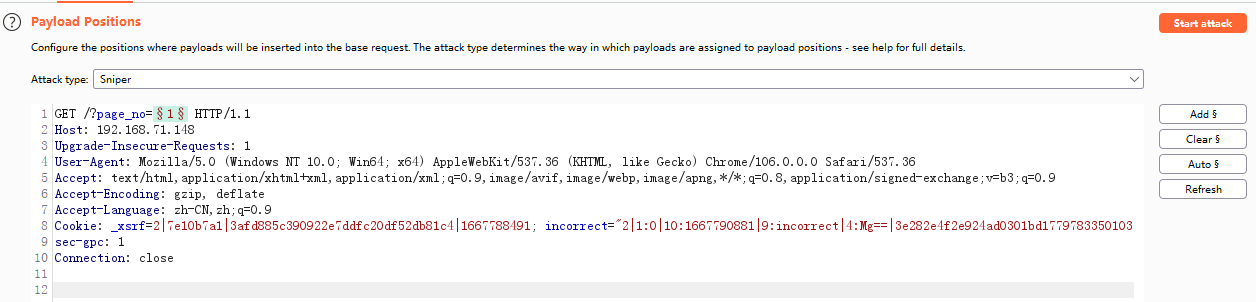 Payload Positions
Start attack
Configure the positions where payloads will be inserted into the base request. The attack type determines the way in which payloads are assigned to payload positions - see help for full details.
Attack type: Sniper
1 GET /?page_no=§1§ HTTP/1.1
2 Host: 192.168.71.148
3 Upgrade-Insecure-Requests: 1
4 User-Agent: Mozilla/5.0 (Windows NT 10.0; Win64; x64) AppleWebKit/537.36 (KHTML, like Gecko) Chrome/106.0.0.0 Safari/537.36
5 Accept: text/html,application/xhtml+xml,application/xml;q=0.9,image/avif,image/webp,image/apng,*/*;q=0.8,application/signed-exchange;v=b3;q=0.9
6 Accept-Encoding: gzip, deflate
7 Accept-Language: zh-CN,zh;q=0.9
8 Cookie: _xsrf=2|7e10b7a1|3afd885c390922e7ddfc20df52db81c4|1667788491; incorrect="2|1:0|10:1667790881|9:incorrect|4:Mg==|3e282e4f2e924ad0301bd1779783350103
9 sec-gpc: 1
10 Connection: close
11
12
Add §
Clear §
Auto §
Refresh